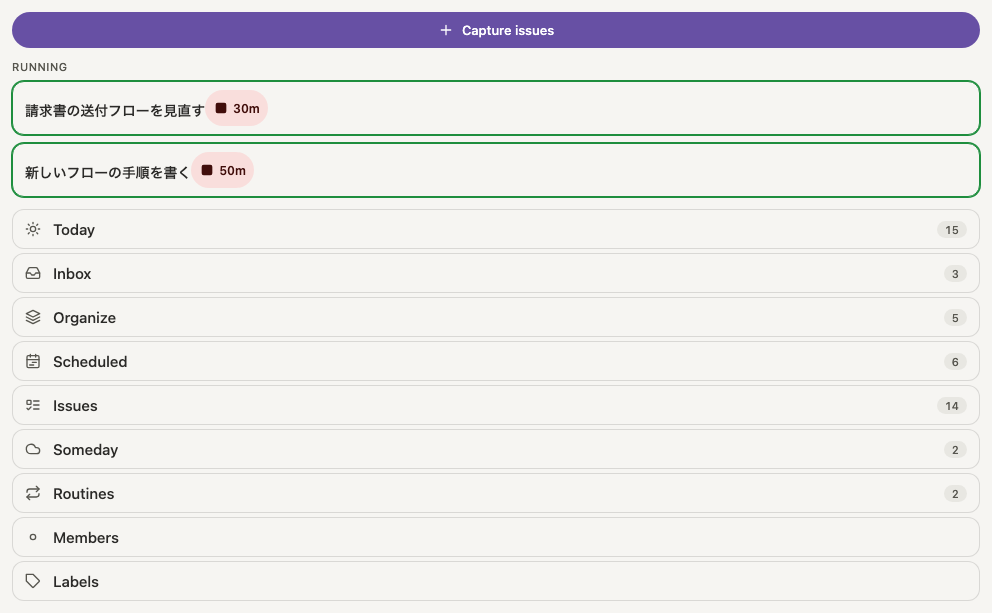 Capture issues
RUNNING
請求書の送付フローを見直す 30m
新しいフローの手順を書く 50m
Today 15
Inbox 3
Organize 5
Scheduled 6
Issues 14
Someday 2
Routines 2
Members
Labels